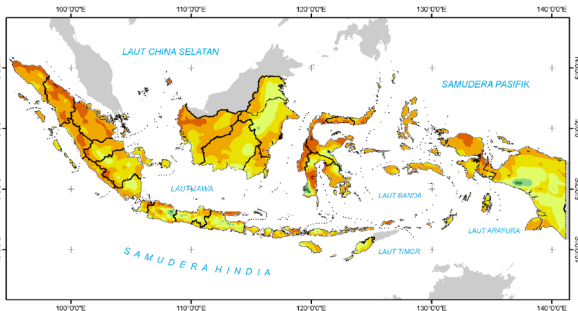 100°0'0"E 110°0'0"E 120°0'0"E 130°0'0"E 140°0'0"E
LAUT CHINA SELATAN
SAMUDERA PASIFIK
LAUT JAWA
LAUT BANDA
LAUT ARAFURA
LAUT TIMOR
SAMUDERA HINDIA
100°0'0"E 110°0'0"E 120°0'0"E 130°0'0"E 140°0'0"E